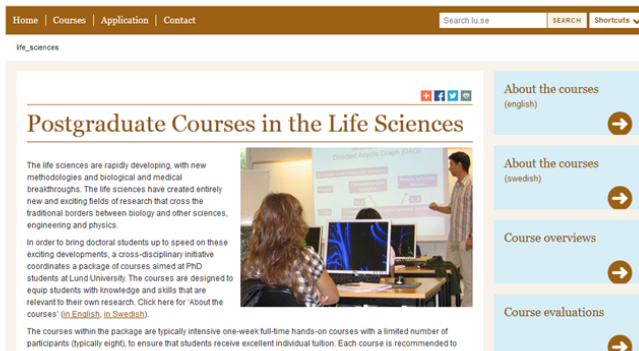 Home | Courses | Application | Contact
Search lu.se
SEARCH
Shortcuts
life_sciences
Postgraduate Courses in the Life Sciences
The life sciences are rapidly developing, with new
methodologies and biological and medical
breakthroughs. The life sciences have created entirely
new and exciting fields of research that cross the
traditional borders between biology and other sciences,
engineering and physics.
In order to bring doctoral students up to speed on these
exciting developments, a cross-disciplinary initiative
coordinates a package of courses aimed at PhD
students at Lund University. The courses are designed to
equip students with knowledge and skills that are
relevant to their own research. Click here for 'About the
courses' (in English, in Swedish).
The courses within the package are typically intensive one-week full-time hands-on courses with a limited number of
participants (typically eight), to ensure that students receive excellent individual tuition. Each course is recommended to
Oriented Acyclic Graph (DAG)
About the courses
(english)
About the courses
(swedish)
Course overviews
Course evaluations